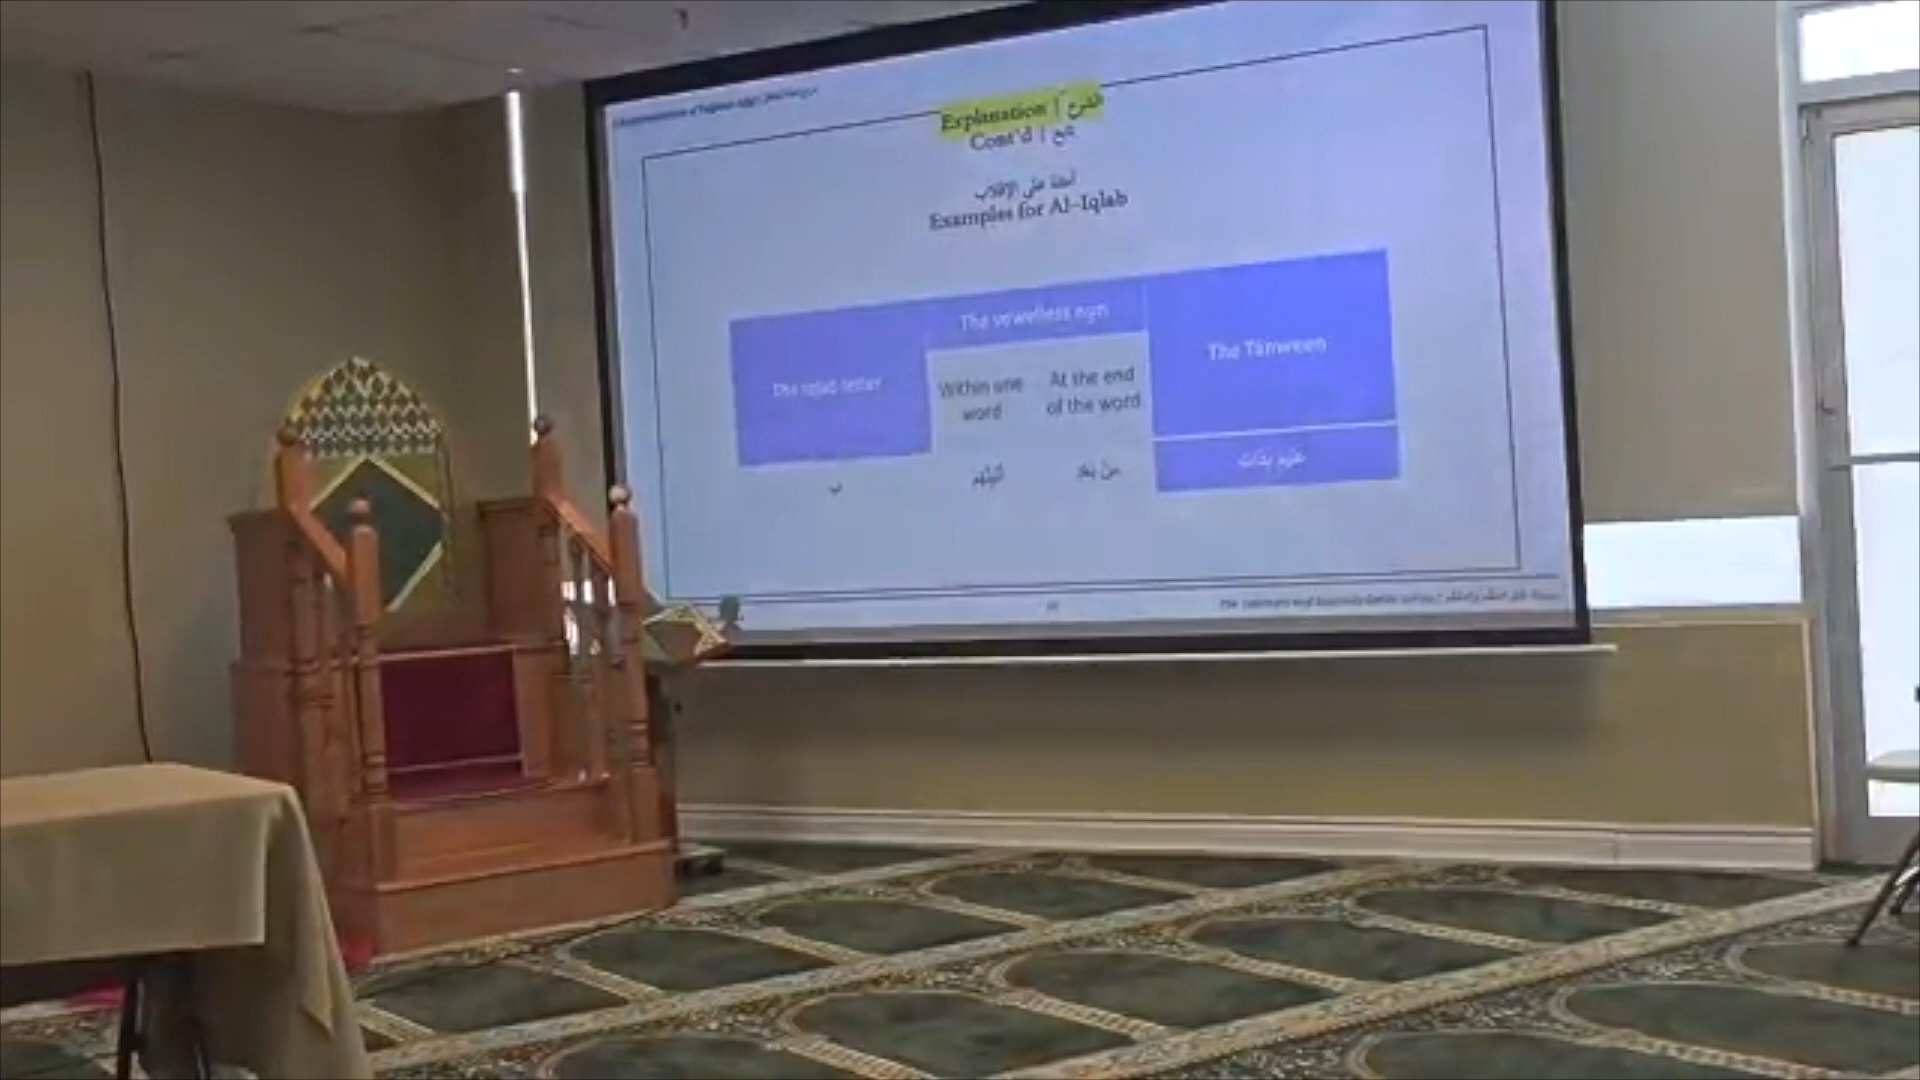 Explanation | الشرح
Cont'd | تابع
أمثلة على الإقلاب
Examples for Al-Iqlab
The iqlab letter
The vowelless nun
The Tanween
Within one word
At the end of the word
ب
أَنْبِئْهُم
مِنْ بَعْدِ
عَلِيمٌ بِذَاتِ